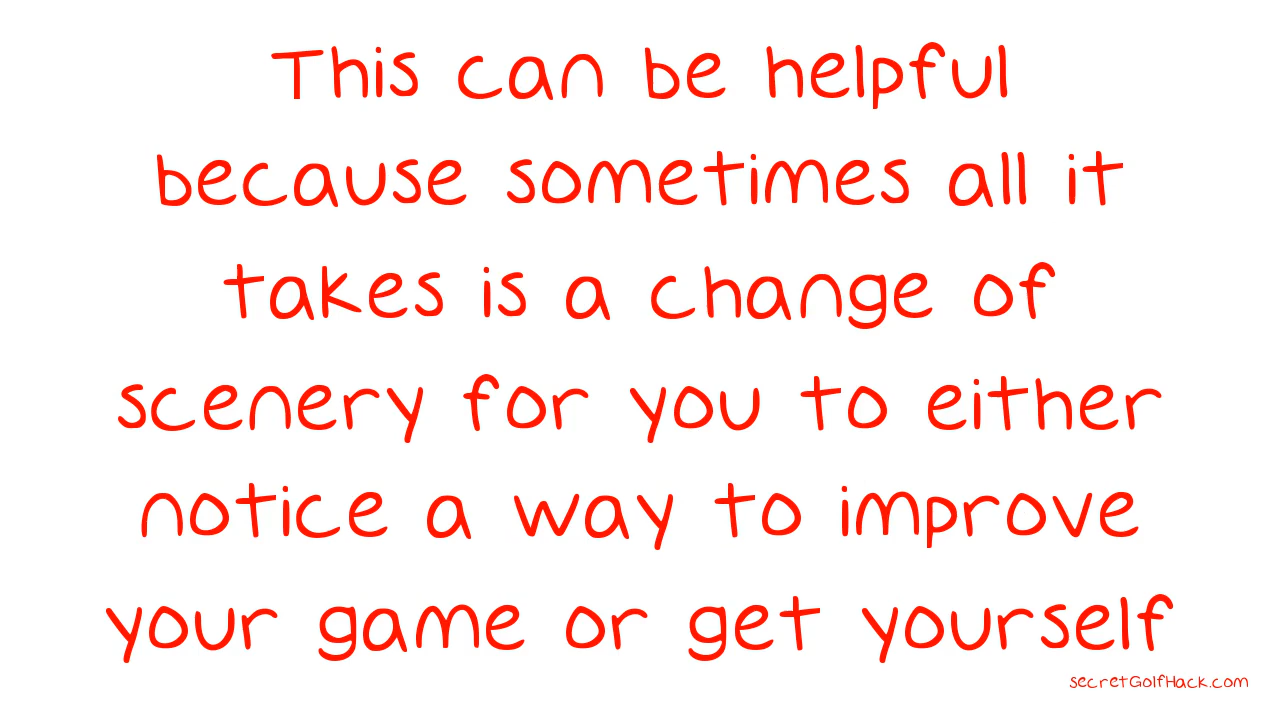 This can be helpful
because sometimes all it
takes is a change of
scenery for you to either
notice a way to improve
your game or get yourself
secretGolfHack.com